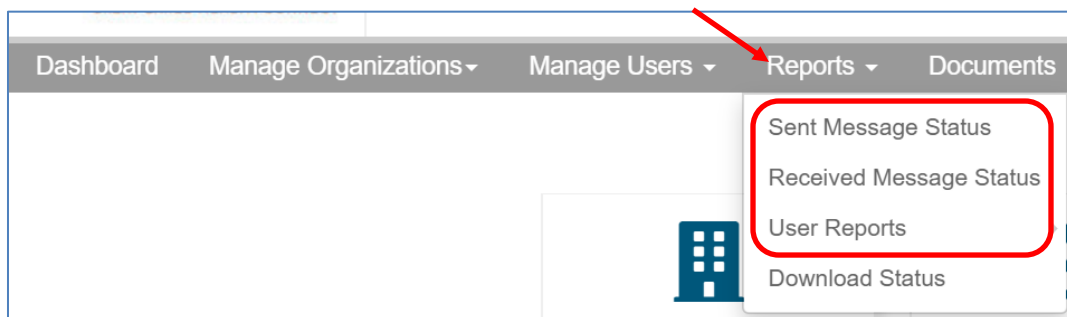 Dashboard Manage Organizations Manage Users Reports Documents
Sent Message Status
Received Message Status
User Reports
Download Status